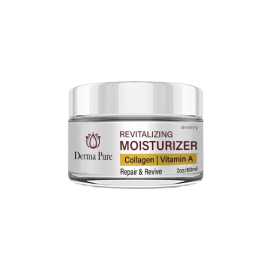 REVITALIZING
MOISTURIZER
Derma Pure
Collagen | Vitamin A
Repair & Revive
2oz/60ml